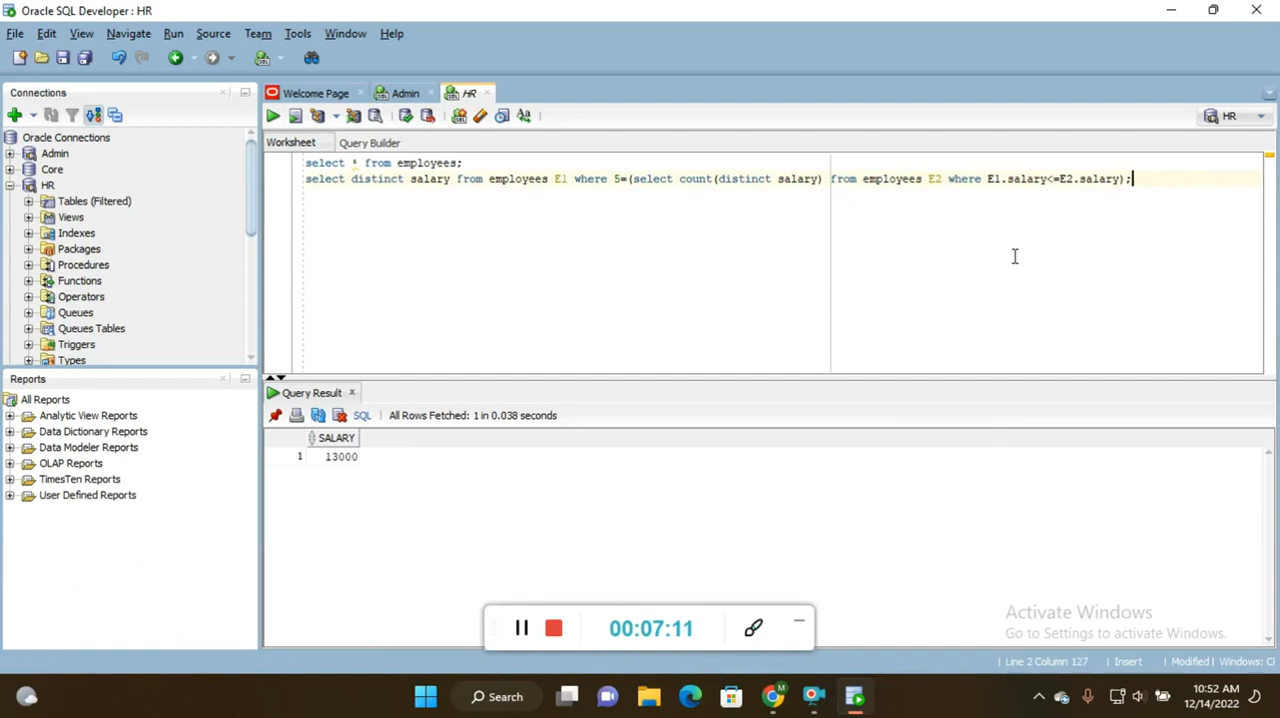 Oracle SQL Developer : HR
File Edit View Navigate Run Source Team Tools Window Help
Connections
Oracle Connections
Admin
Core
HR
Tables (Filtered)
Views
Indexes
Packages
Procedures
Functions
Operators
Queues
Queues Tables
Triggers
Types
Reports
All Reports
Analytic View Reports
Data Dictionary Reports
Data Modeler Reports
OLAP Reports
TimesTen Reports
User Defined Reports
Welcome Page Admin HR
HR
Worksheet Query Builder
select * from employees;
select distinct salary from employees E1 where 5=(select count(distinct salary) from employees E2 where E1.salary<=E2.salary);
Query Result
SQL | All Rows Fetched: 1 in 0.038 seconds
SALARY
1 13000
00:07:11
Activate Windows
Go to Settings to activate Windows.
Line 2 Column 127 | Insert | Modified | Windows: Cl
Search
10:52 AM
12/14/2022